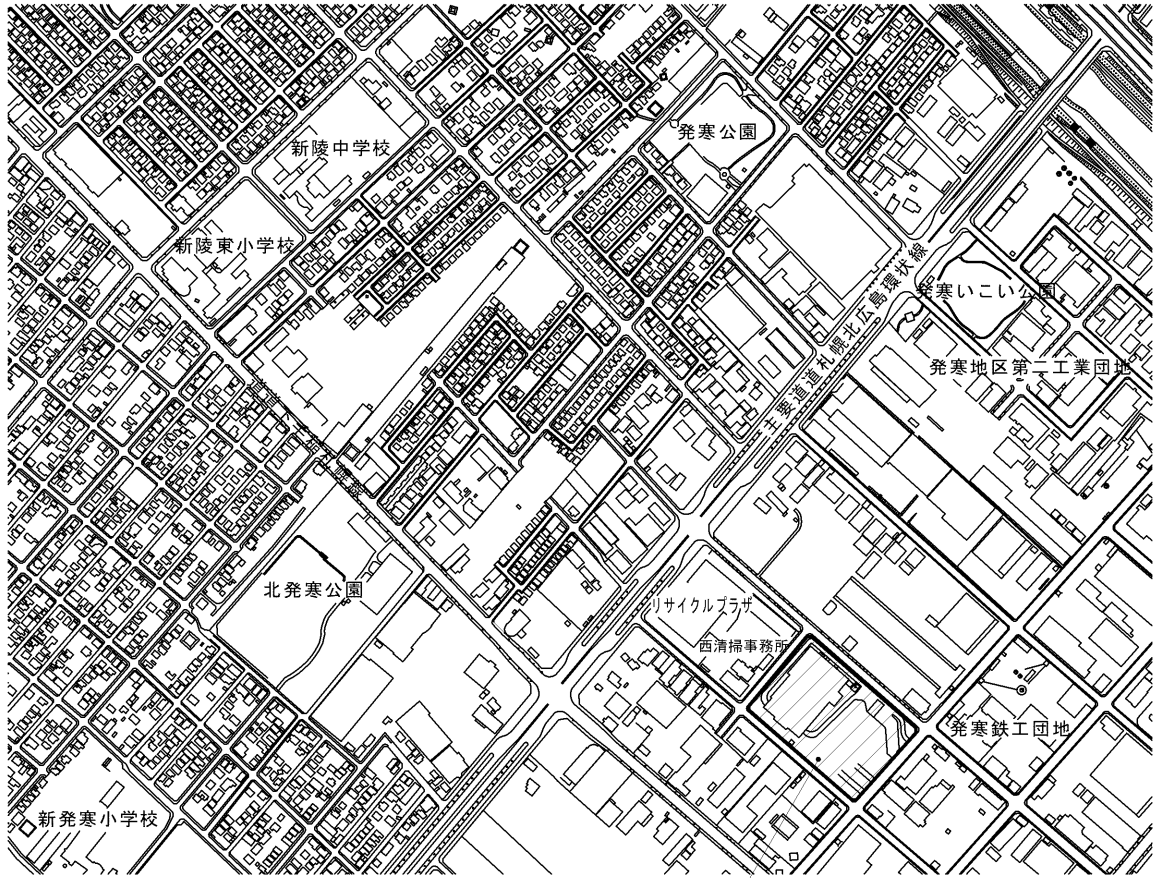 発寒公園
新陵中学校
新陵東小学校
主要道道札幌北広島環状線
発寒いこい公園
発寒地区第二工業団地
北発寒公園
リサイクルプラザ
西清掃事務所
発寒鉄工団地
新発寒小学校